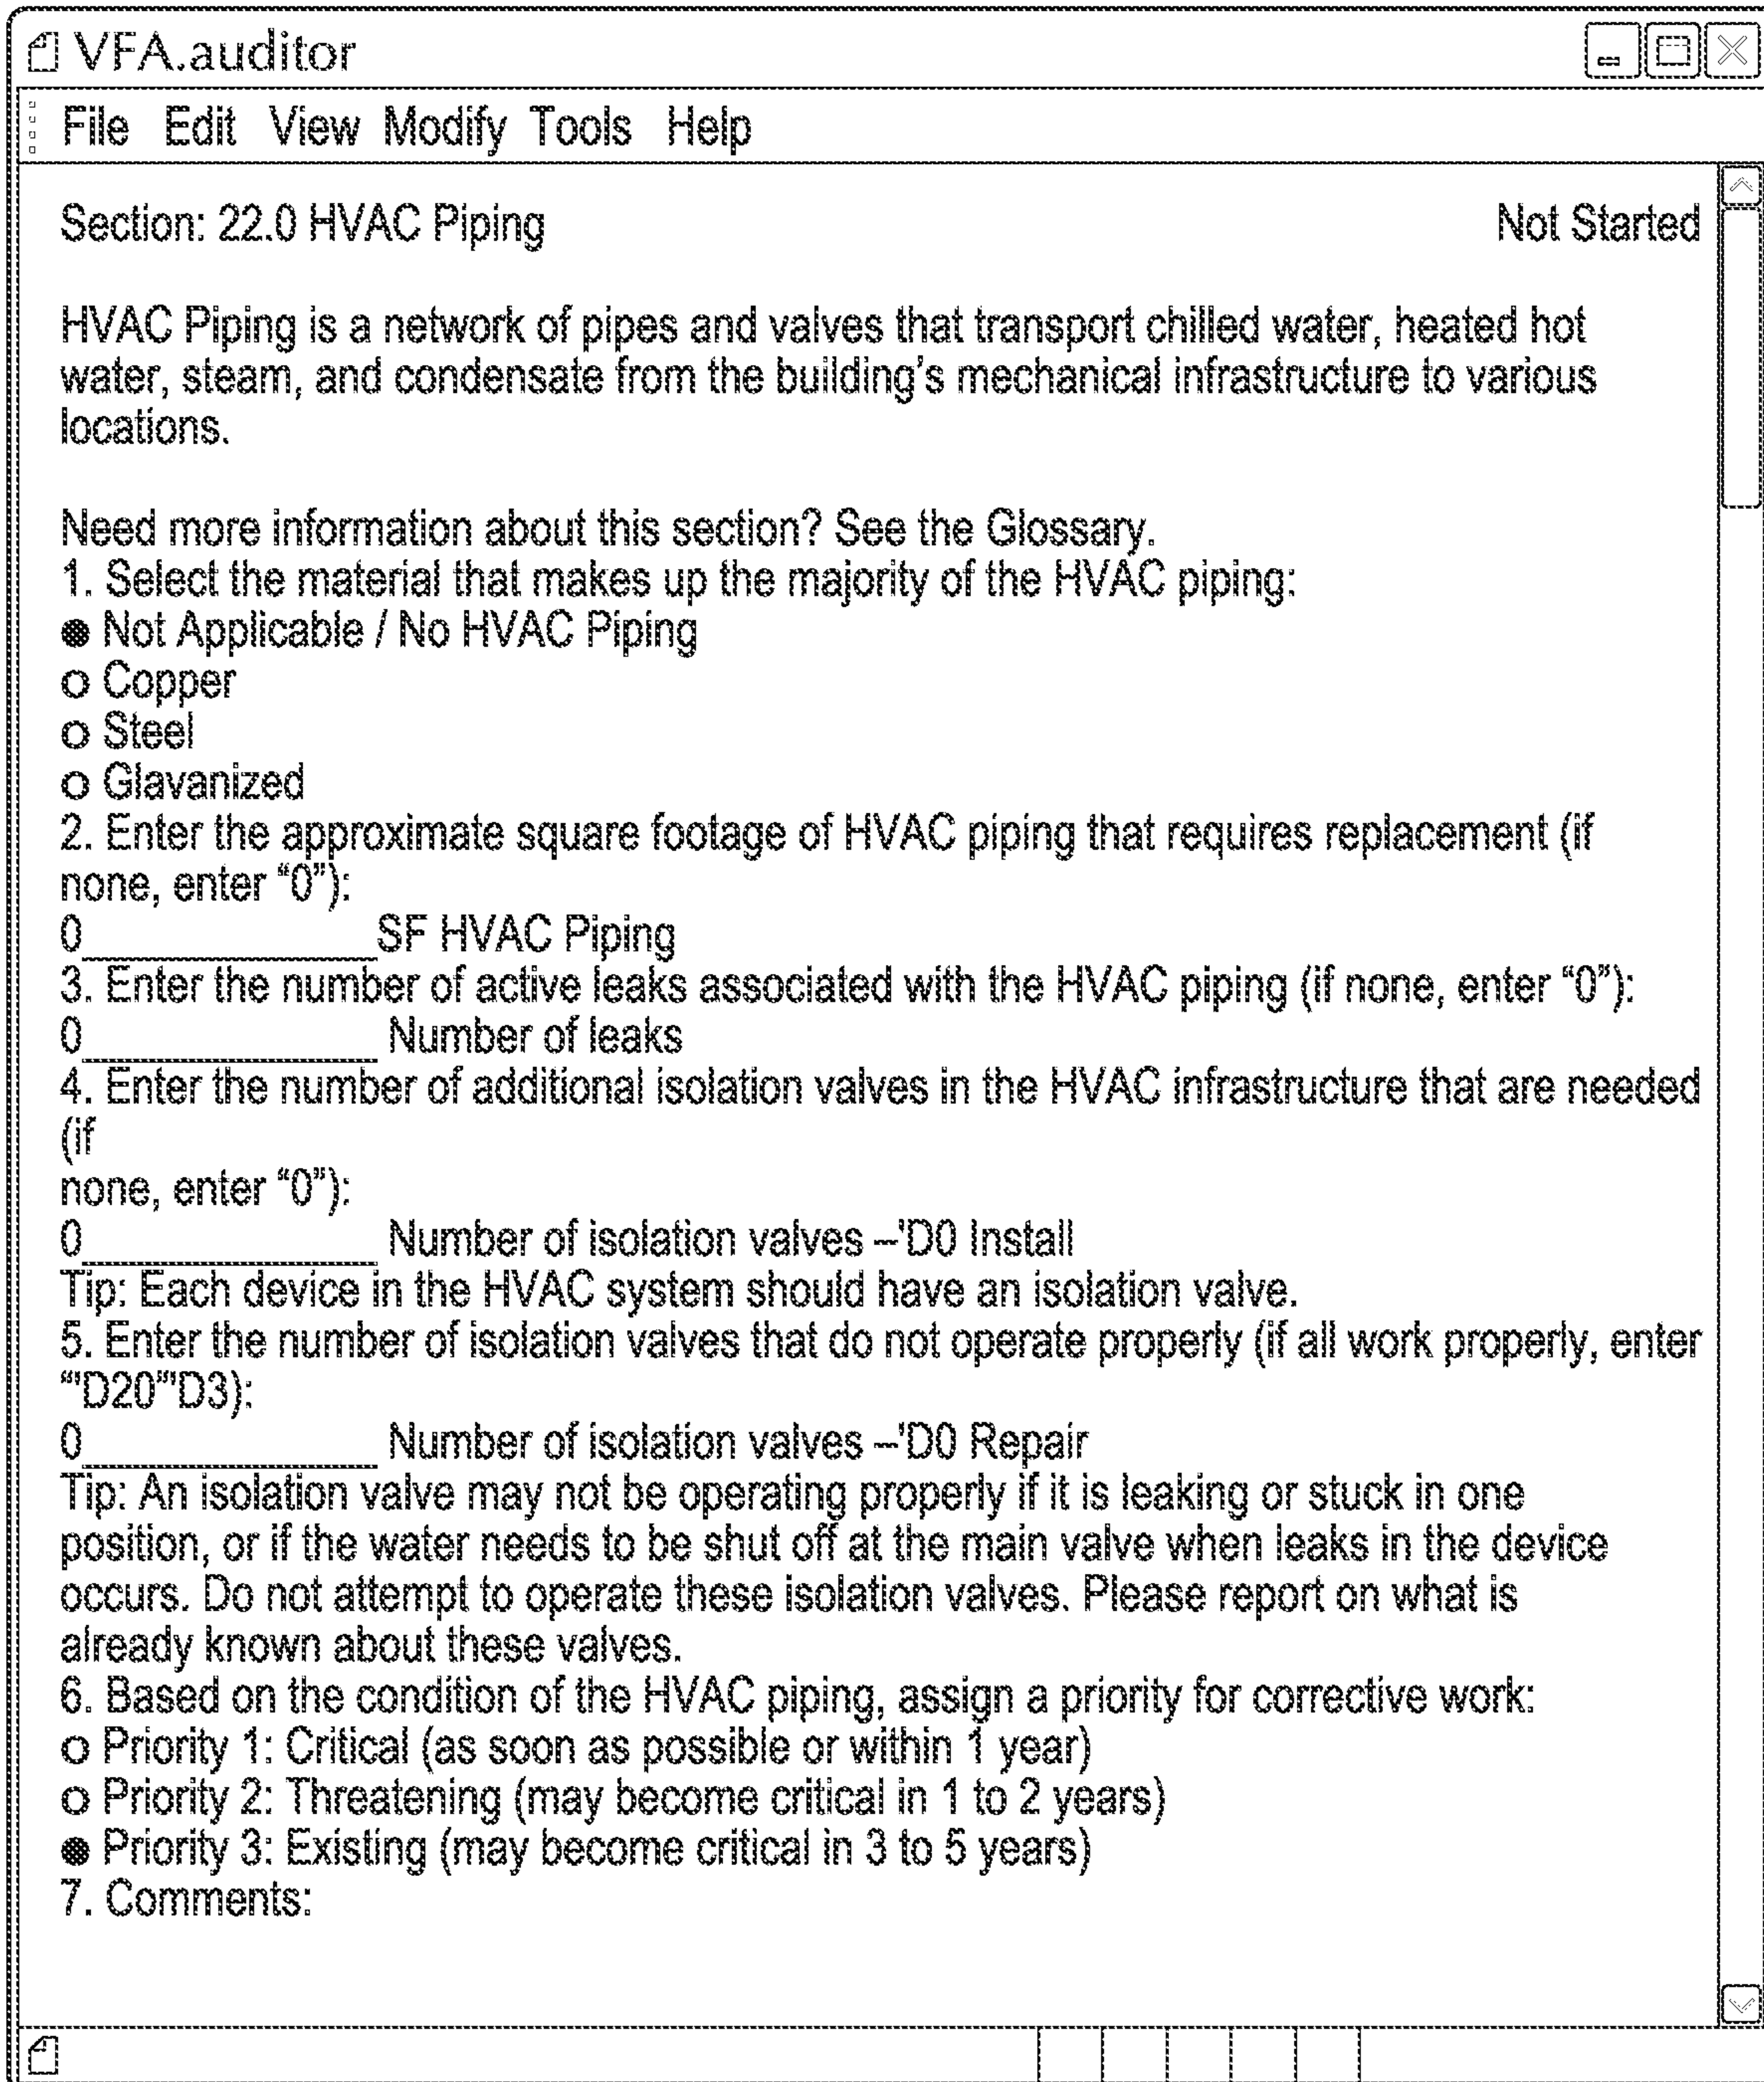 VFA.auditor
File Edit View Modify Tools Help
Section: 22.0 HVAC Piping Not Started
HVAC Piping is a network of pipes and valves that transport chilled water, heated hot
water, steam, and condensate from the building's mechanical infrastructure to various
locations.
Need more information about this section? See the Glossary.
1. Select the material that makes up the majority of the HVAC piping:
● Not Applicable / No HVAC Piping
○ Copper
○ Steel
○ Glavanized
2. Enter the approximate square footage of HVAC piping that requires replacement (if
none, enter “0”):
0______________SF HVAC Piping
3. Enter the number of active leaks associated with the HVAC piping (if none, enter “0”):
0______________ Number of leaks
4. Enter the number of additional isolation valves in the HVAC infrastructure that are needed
(if
none, enter “0”):
0______________ Number of isolation valves –'D0 Install
Tip: Each device in the HVAC system should have an isolation valve.
5. Enter the number of isolation valves that do not operate properly (if all work properly, enter
“'D20”'D3):
0______________ Number of isolation valves –'D0 Repair
Tip: An isolation valve may not be operating properly if it is leaking or stuck in one
position, or if the water needs to be shut off at the main valve when leaks in the device
occurs. Do not attempt to operate these isolation valves. Please report on what is
already known about these valves.
6. Based on the condition of the HVAC piping, assign a priority for corrective work:
○ Priority 1: Critical (as soon as possible or within 1 year)
○ Priority 2: Threatening (may become critical in 1 to 2 years)
● Priority 3: Existing (may become critical in 3 to 5 years)
7. Comments: